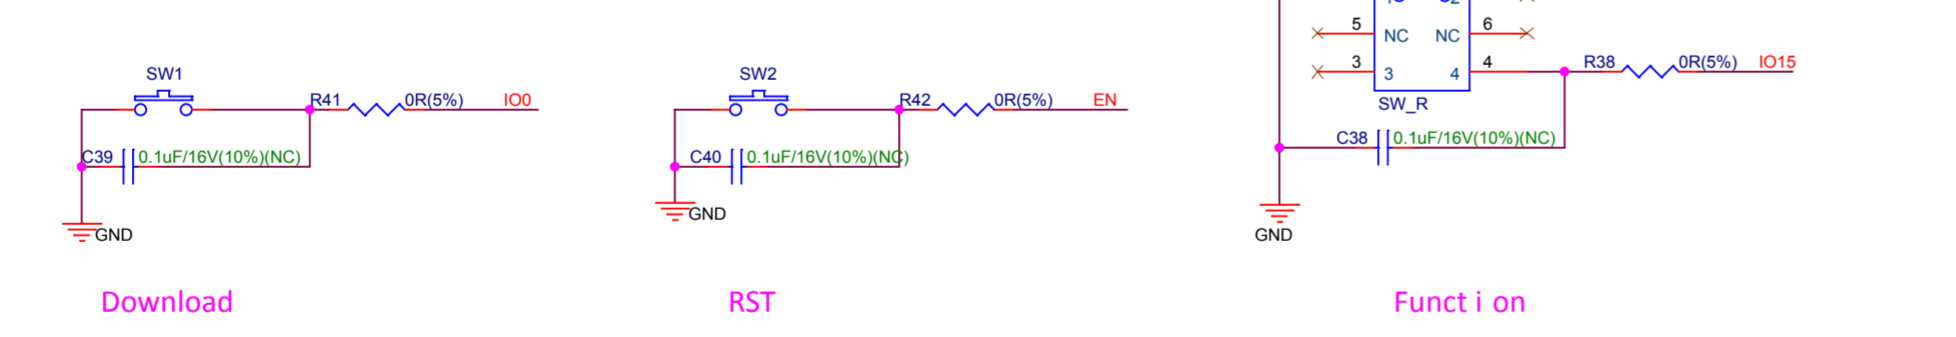 SW1
R41 0R(5%) IO0
C39 0.1uF/16V(10%)(NC)
GND
Download
SW2
R42 0R(5%) EN
C40 0.1uF/16V(10%)(NC)
GND
RST
5 NC NC 6
3 3 4 4
R38 0R(5%) IO15
SW_R
C38 0.1uF/16V(10%)(NC)
GND
Funct i on